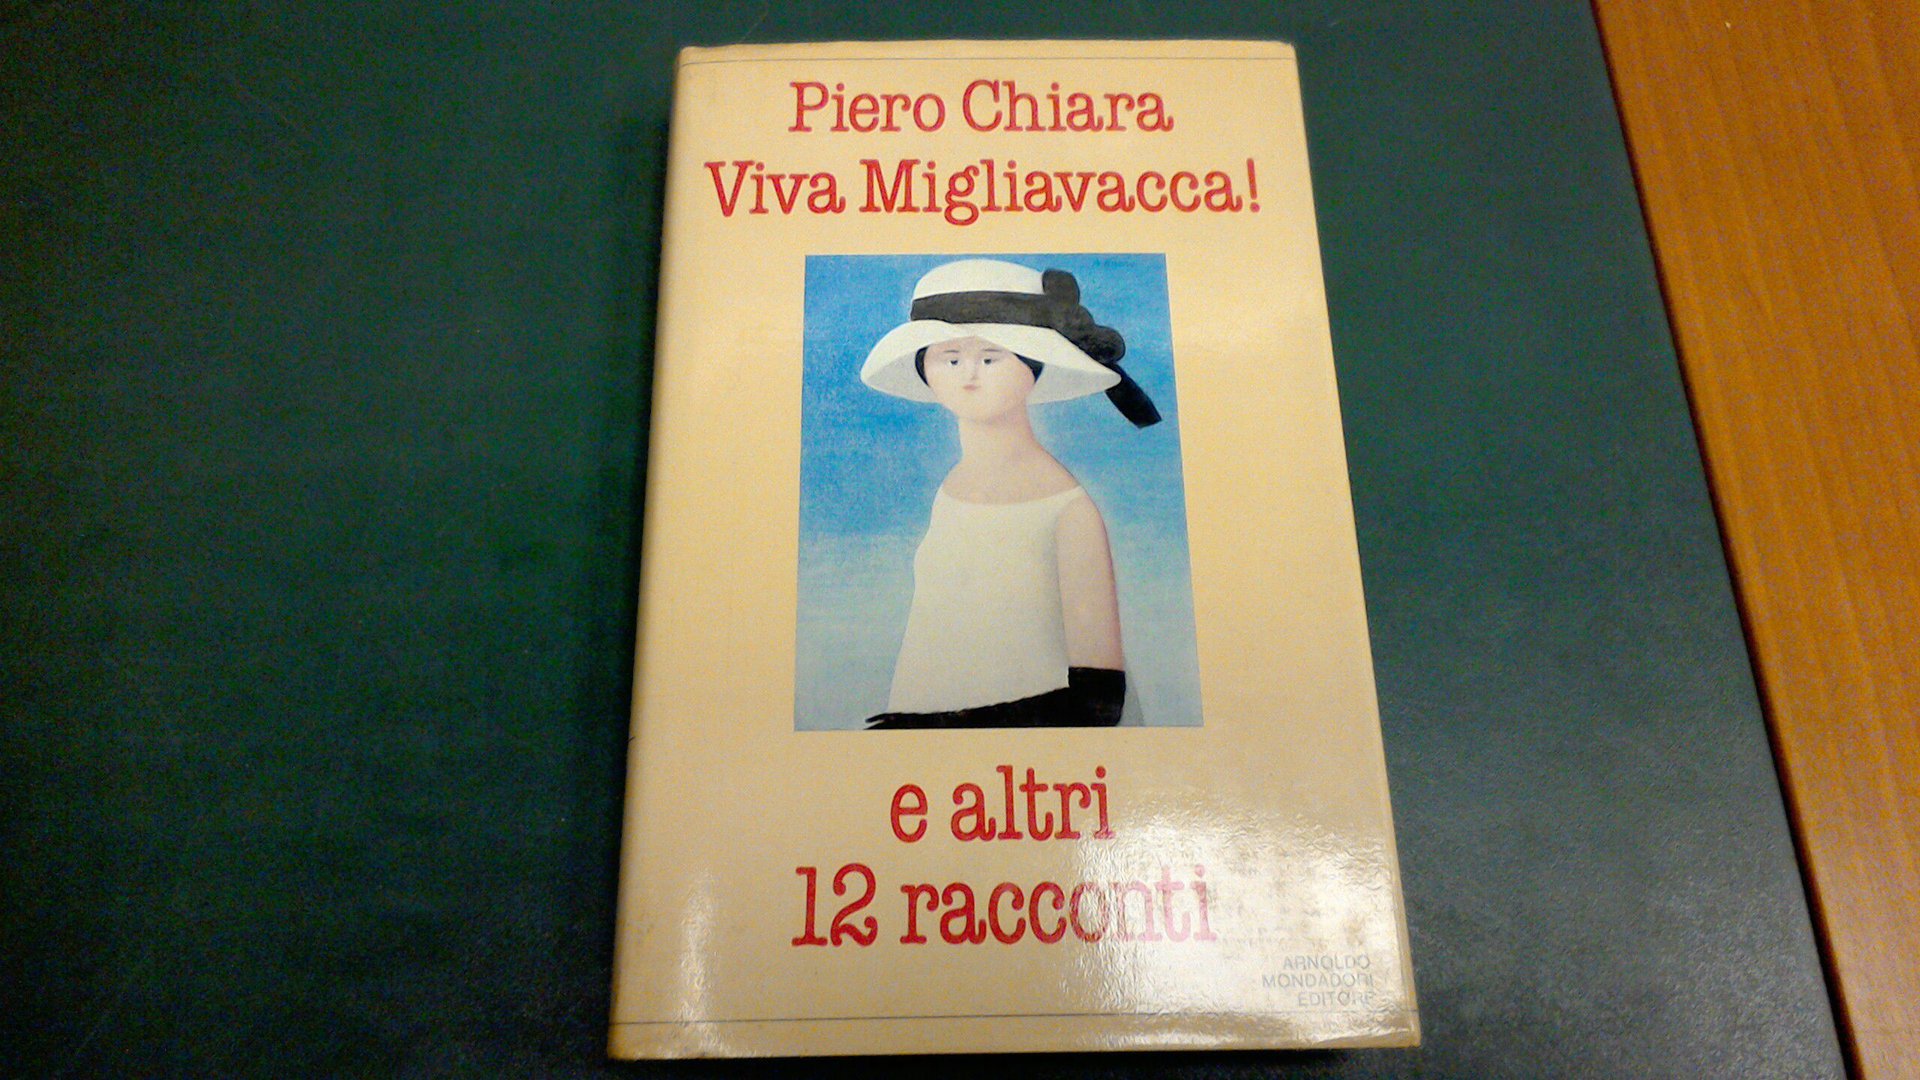 Piero Chiara
Viva Migliavacca!
e altri
12 racconti
ARNOLDO
MONDADORI
EDITORE